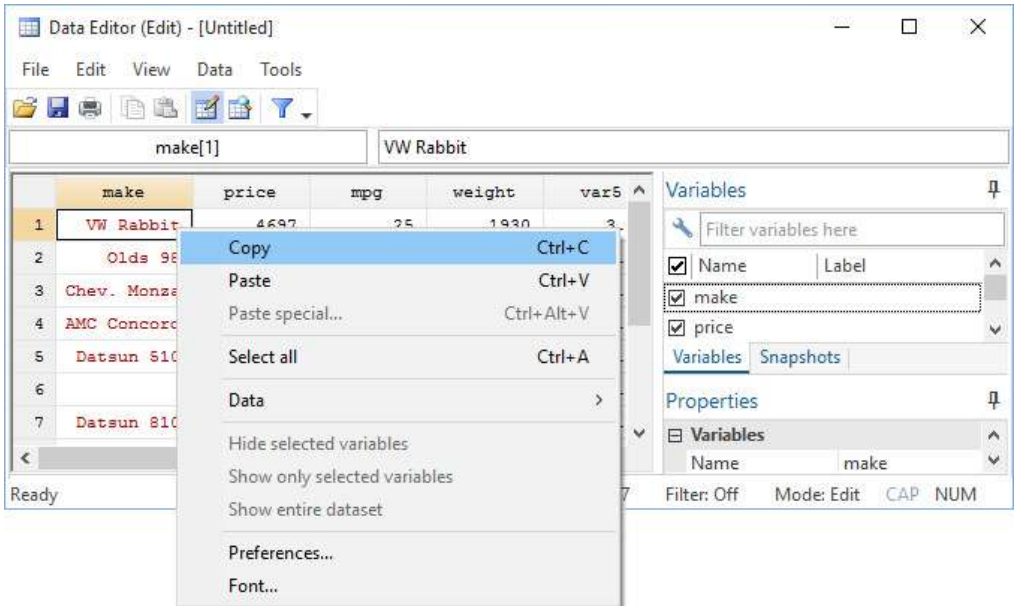 Data Editor (Edit) - [Untitled]
File Edit View Data Tools
make[1] VW Rabbit
make price mpg weight var5
1 VW Rabbit 4697 25 1930 3.
2 Olds 98
3 Chev. Monza
4 AMC Concord
5 Datsun 510
6
7 Datsun 810
Copy Ctrl+C
Paste Ctrl+V
Paste special... Ctrl+Alt+V
Select all Ctrl+A
Data
Hide selected variables
Show only selected variables
Show entire dataset
Preferences...
Font...
Variables
Filter variables here
Name Label
make
price
Variables Snapshots
Properties
Variables
Name make
Ready 7 Filter: Off Mode: Edit CAP NUM